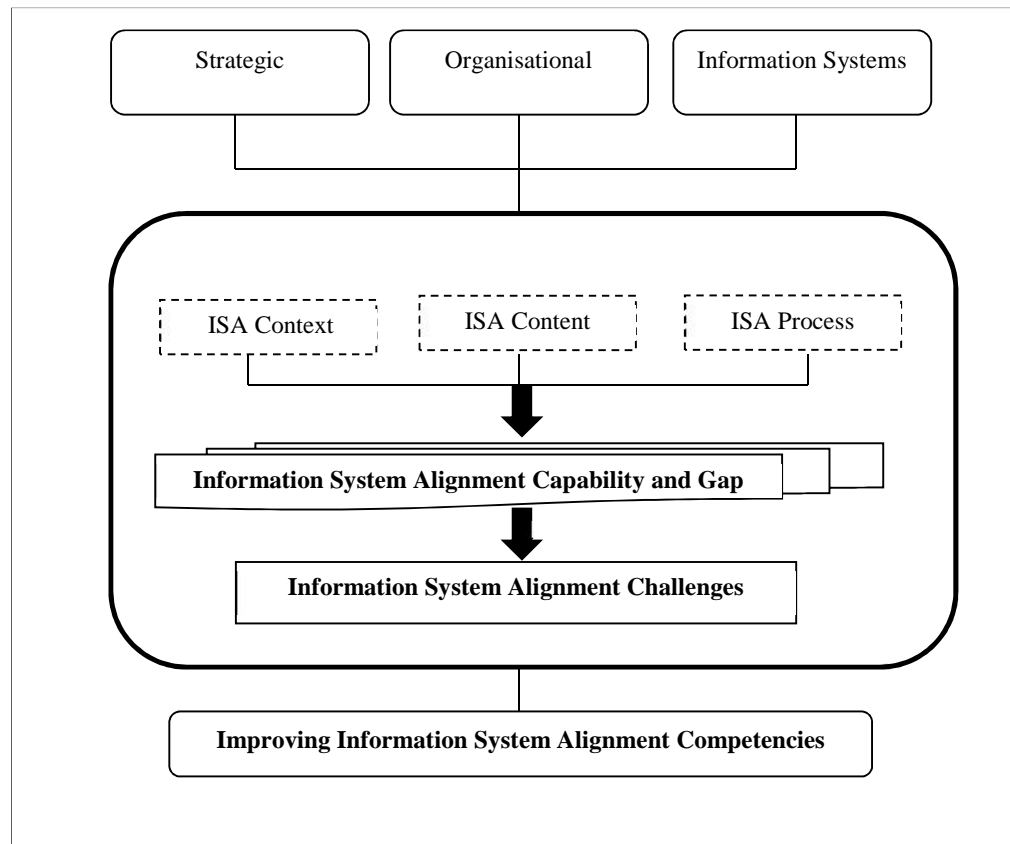 Strategic
Organisational
Information Systems
ISA Context
ISA Content
ISA Process
Information System Alignment Capability and Gap
Information System Alignment Challenges
Improving Information System Alignment Competencies